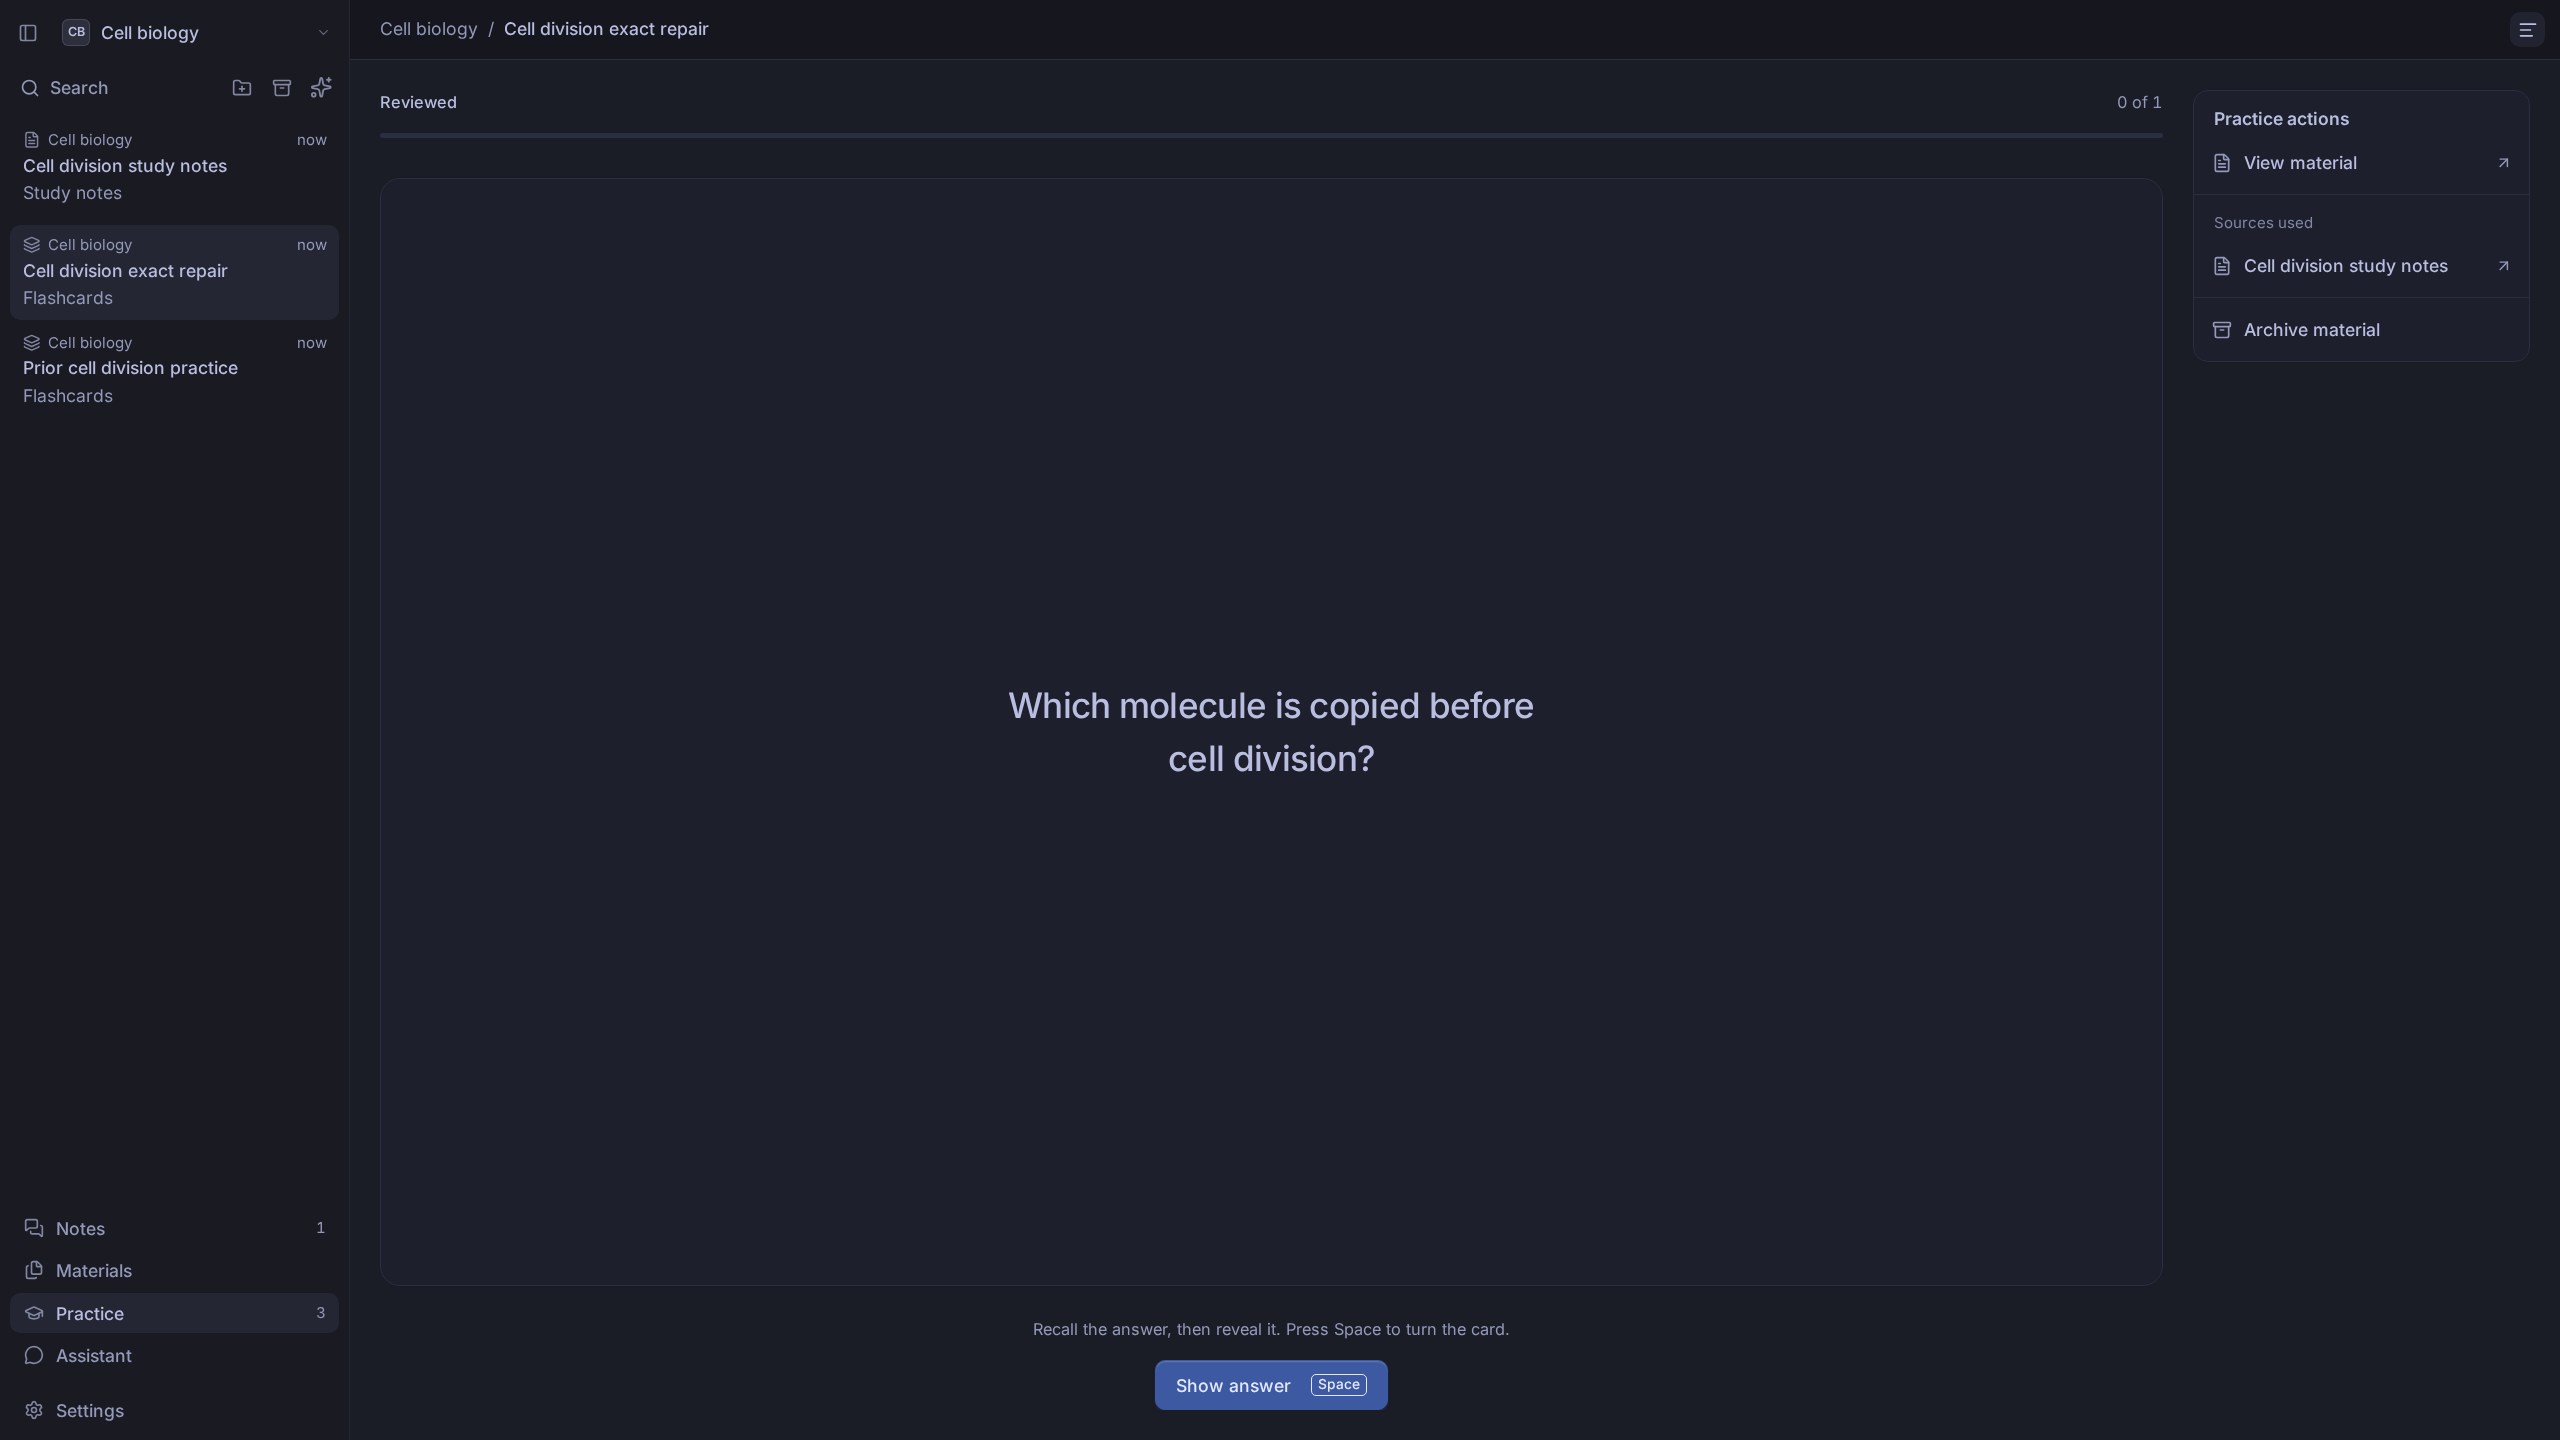 CB Cell biology
Search
Cell biology now
Cell division study notes
Study notes
Cell biology now
Cell division exact repair
Flashcards
Cell biology now
Prior cell division practice
Flashcards
Notes 1
Materials
Practice 3
Assistant
Settings
Cell biology / Cell division exact repair
Reviewed 0 of 1
Which molecule is copied before
cell division?
Recall the answer, then reveal it. Press Space to turn the card.
Show answer Space
Practice actions
View material
Sources used
Cell division study notes
Archive material